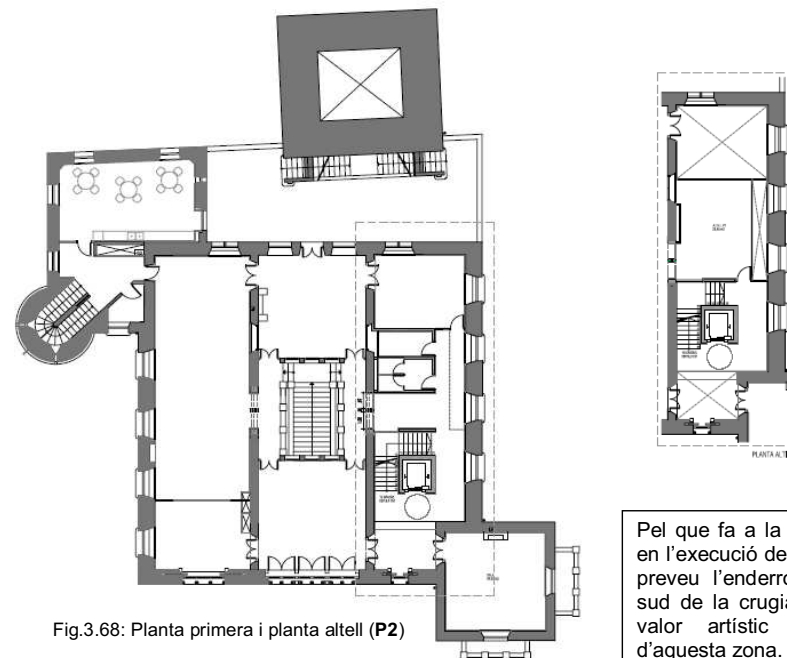 PLANTA ALT
Fig.3.68: Planta primera i planta altell (P2)
Pel que fa a la
en l’execució de
preveu l’enderro
sud de la crugia
valor artístic
d’aquesta zona.